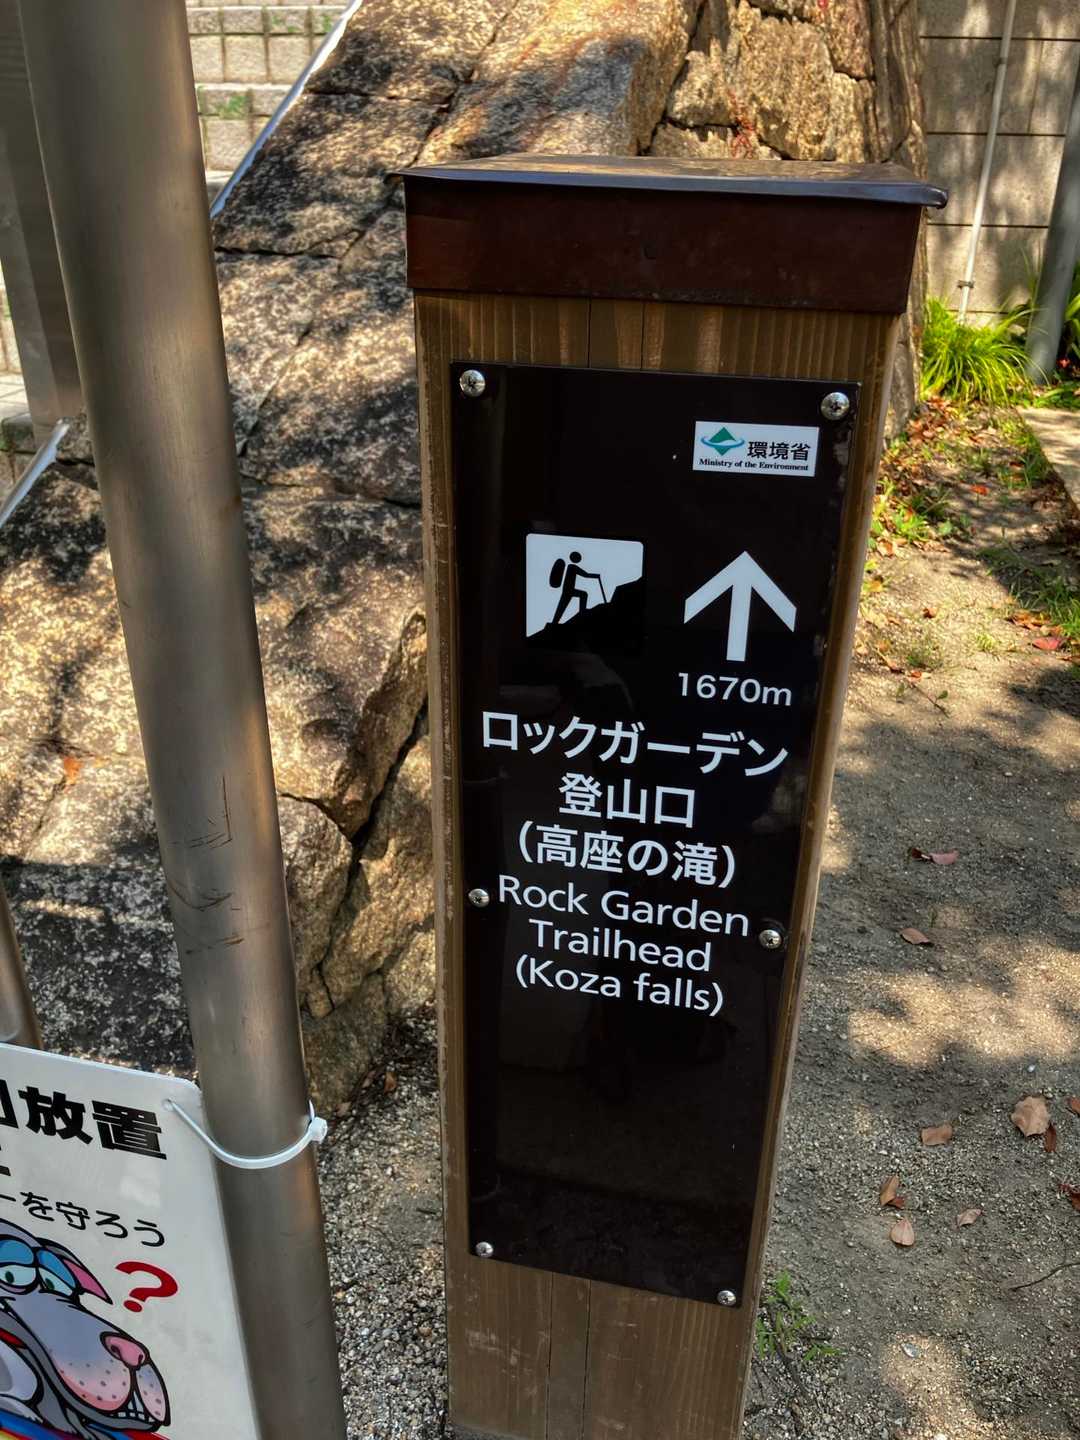 環境省
Ministry of the Environment
1670m
ロックガーデン
登山口
(高座の滝)
Rock Garden
Trailhead
(Koza falls)
放置
ーを守ろう
?